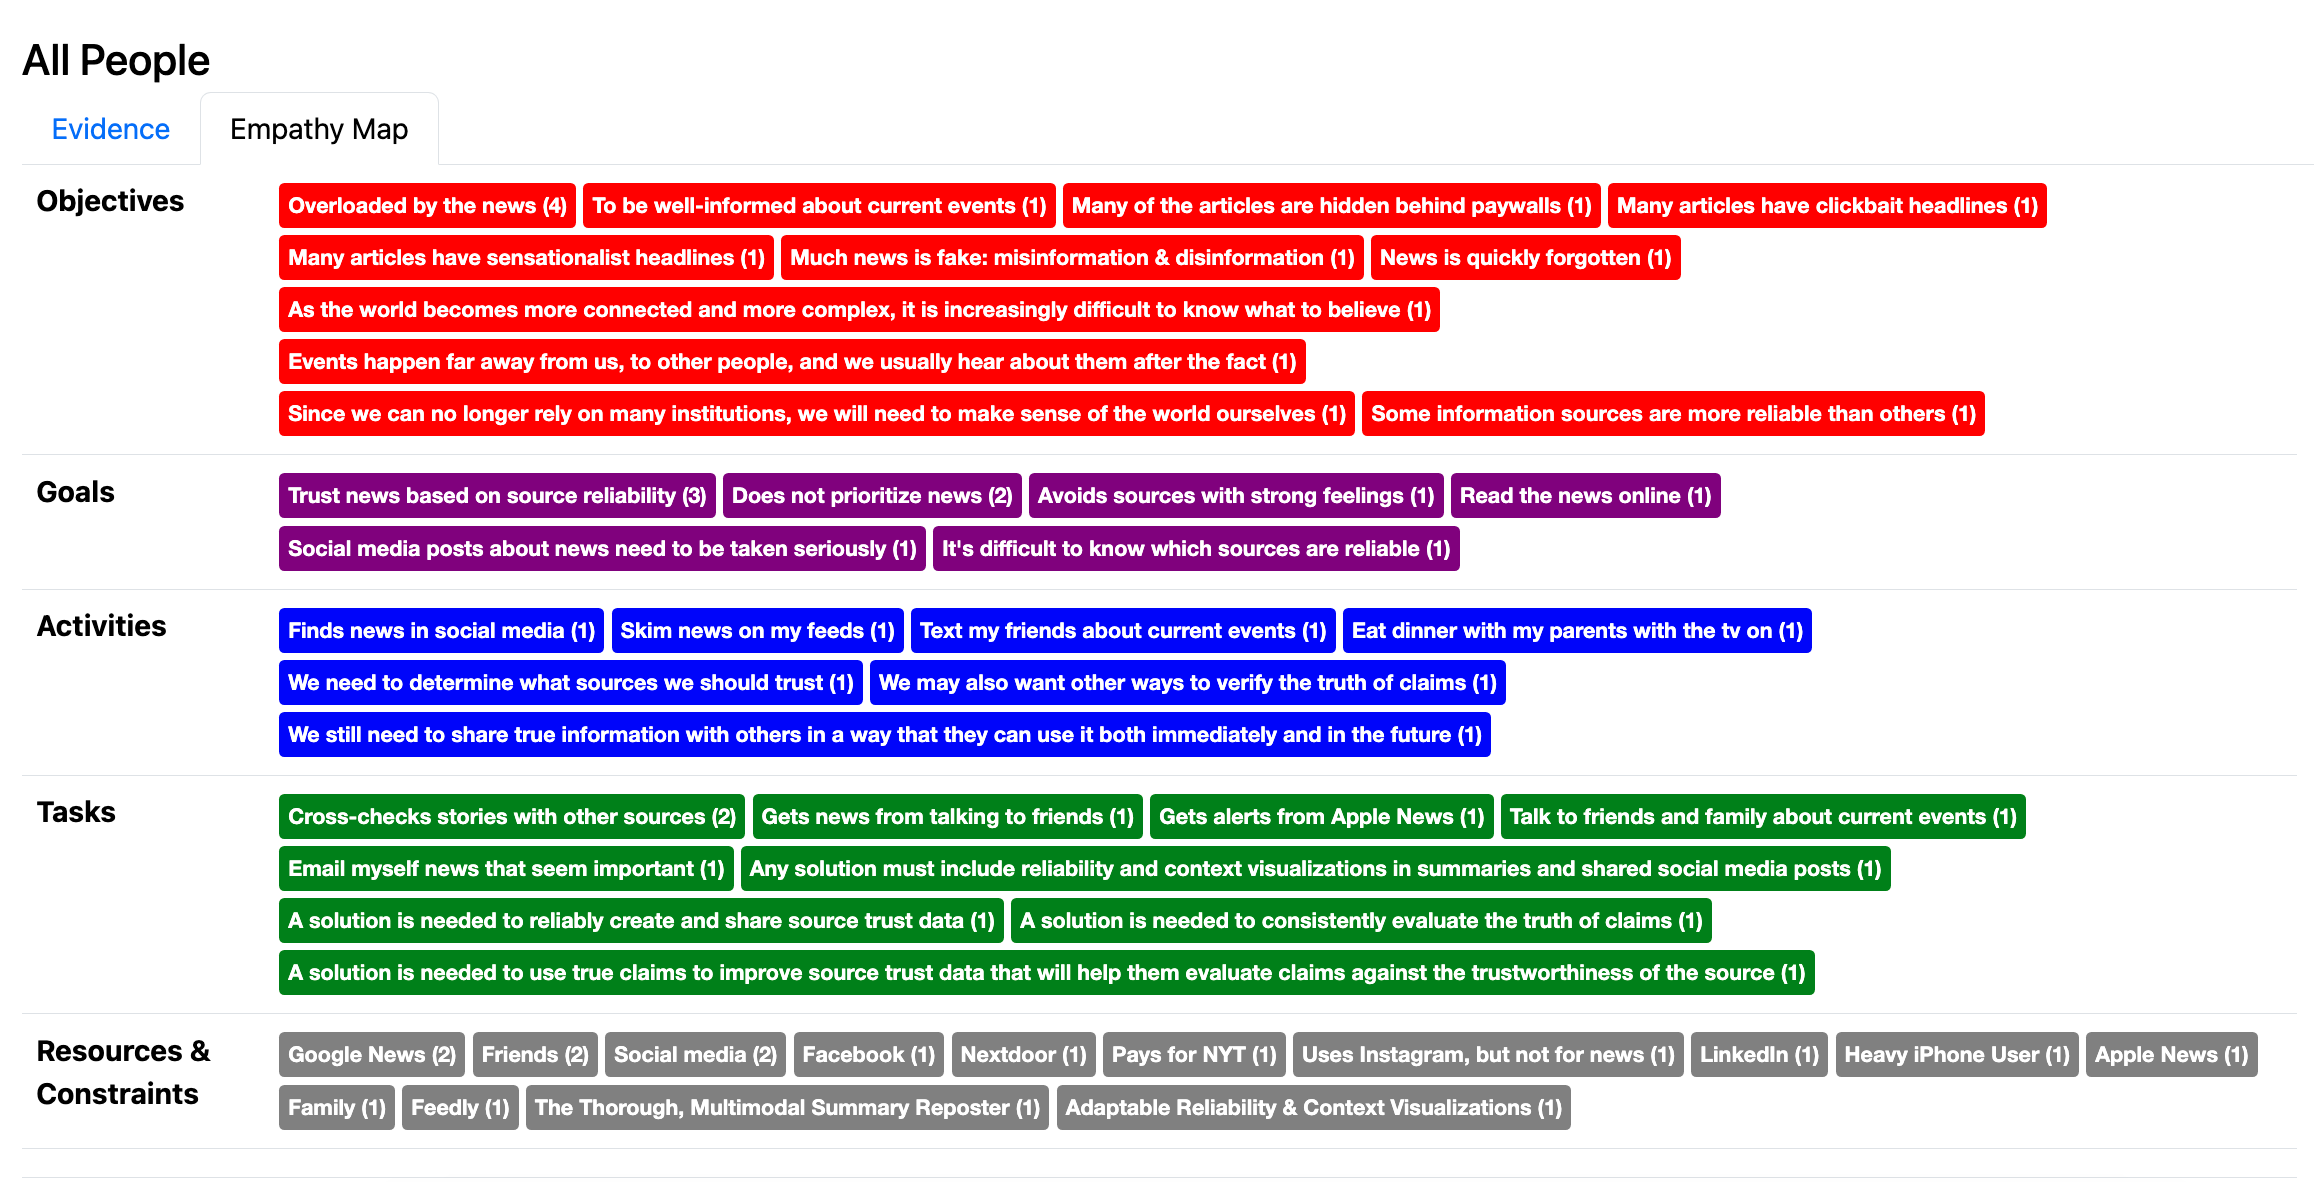 All People
Evidence Empathy Map
Objectives
Overloaded by the news (4) To be well-informed about current events (1) Many of the articles are hidden behind paywalls (1) Many articles have clickbait headlines (1)
Many articles have sensationalist headlines (1) Much news is fake: misinformation & disinformation (1) News is quickly forgotten (1)
As the world becomes more connected and more complex, it is increasingly difficult to know what to believe (1)
Events happen far away from us, to other people, and we usually hear about them after the fact (1)
Since we can no longer rely on many institutions, we will need to make sense of the world ourselves (1) Some information sources are more reliable than others (1)
Goals
Trust news based on source reliability (3) Does not prioritize news (2) Avoids sources with strong feelings (1) Read the news online (1)
Social media posts about news need to be taken seriously (1) It's difficult to know which sources are reliable (1)
Activities
Finds news in social media (1) Skim news on my feeds (1) Text my friends about current events (1) Eat dinner with my parents with the tv on (1)
We need to determine what sources we should trust (1) We may also want other ways to verify the truth of claims (1)
We still need to share true information with others in a way that they can use it both immediately and in the future (1)
Tasks
Cross-checks stories with other sources (2) Gets news from talking to friends (1) Gets alerts from Apple News (1) Talk to friends and family about current events (1)
Email myself news that seem important (1) Any solution must include reliability and context visualizations in summaries and shared social media posts (1)
A solution is needed to reliably create and share source trust data (1) A solution is needed to consistently evaluate the truth of claims (1)
A solution is needed to use true claims to improve source trust data that will help them evaluate claims against the trustworthiness of the source (1)
Resources &
Constraints
Google News (2) Friends (2) Social media (2) Facebook (1) Nextdoor (1) Pays for NYT (1) Uses Instagram, but not for news (1) LinkedIn (1) Heavy iPhone User (1) Apple News (1)
Family (1) Feedly (1) The Thorough, Multimodal Summary Reposter (1) Adaptable Reliability & Context Visualizations (1)